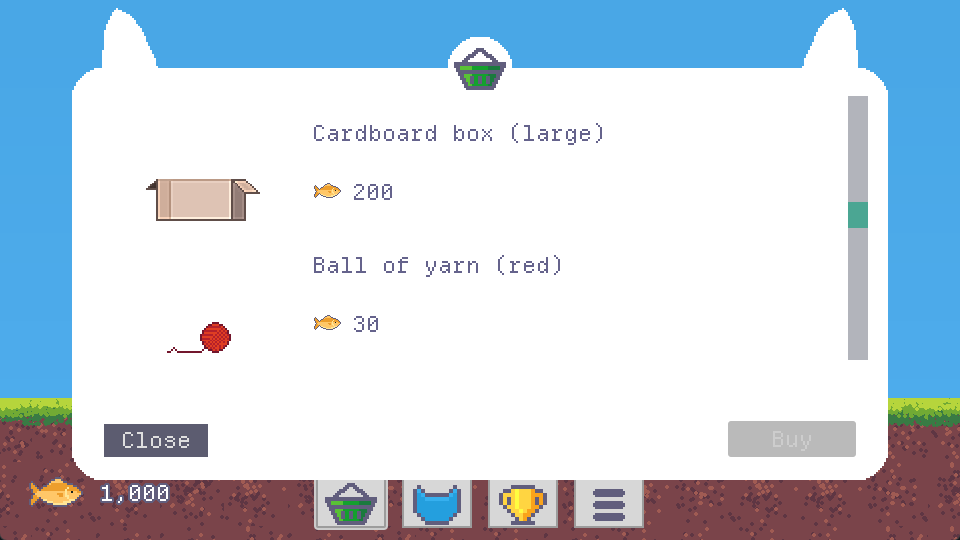 Cardboard box (large)
200
Ball of yarn (red)
30
Close
Buy
1,000